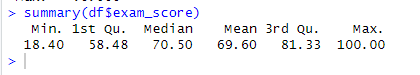 > summary(df$exam_score)
Min. 1st Qu. Median Mean 3rd Qu. Max.
18.40 58.48 70.50 69.60 81.33 100.00
>